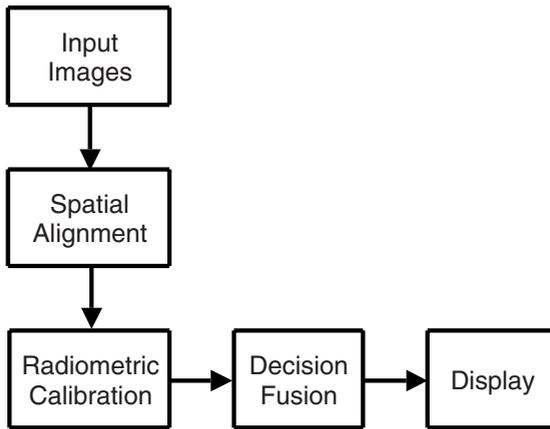 Input
Images
Spatial
Alignment
Radiometric
Calibration
Decision
Fusion
Display